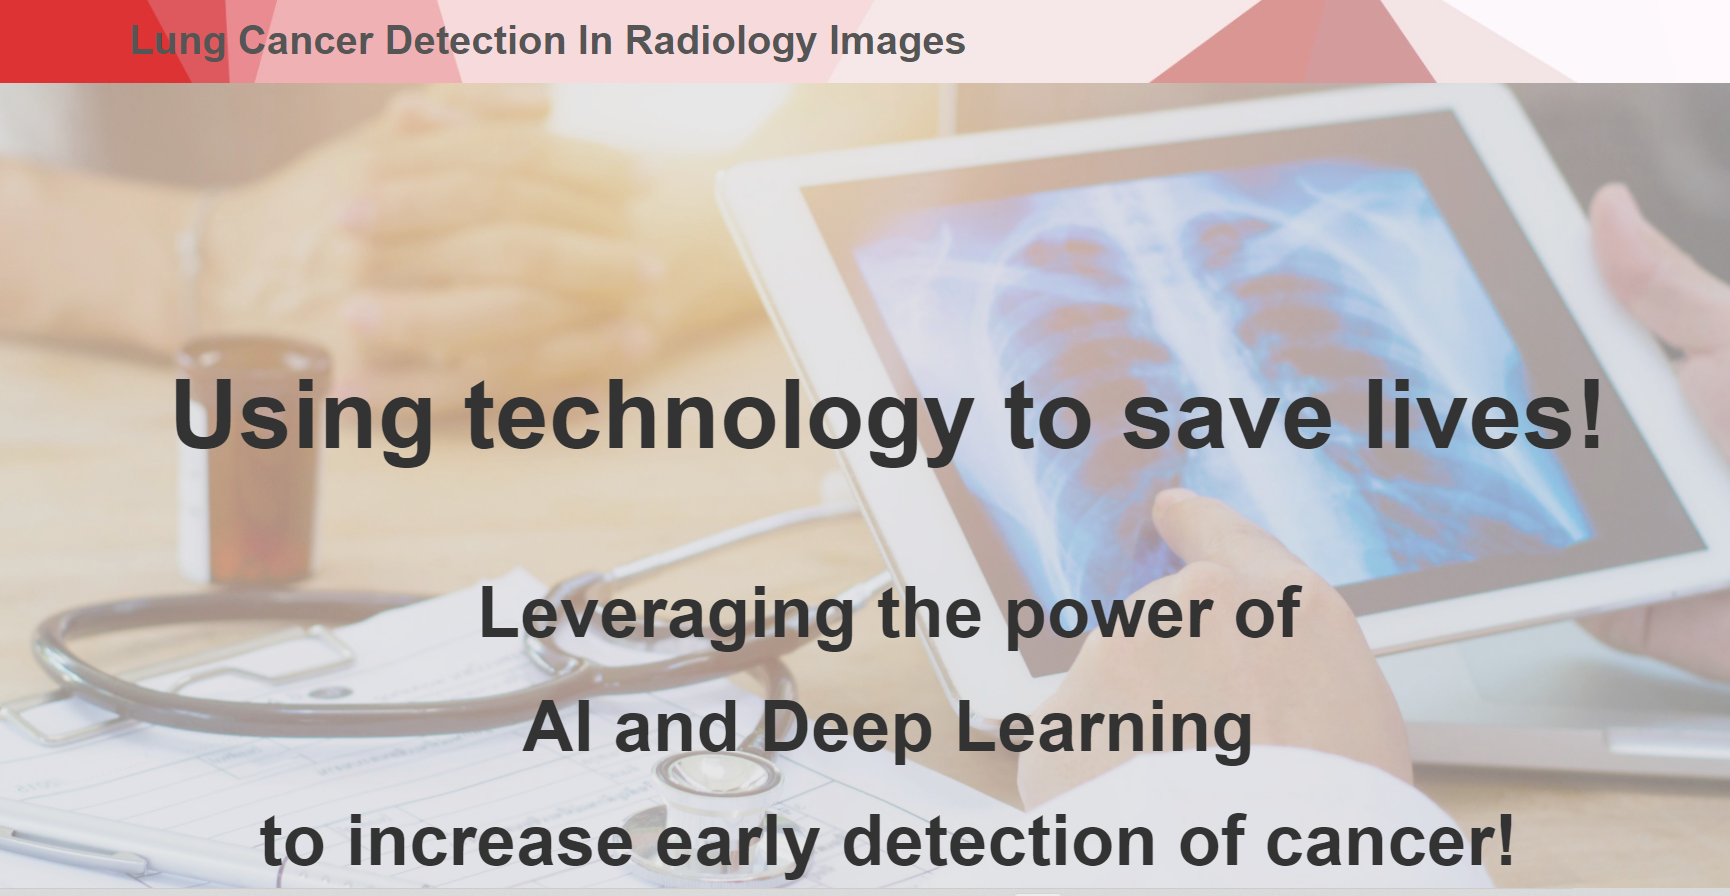 Lung Cancer Detection In Radiology Images
Using technology to save lives!
Leveraging the power of
AI and Deep Learning
to increase early detection of cancer!